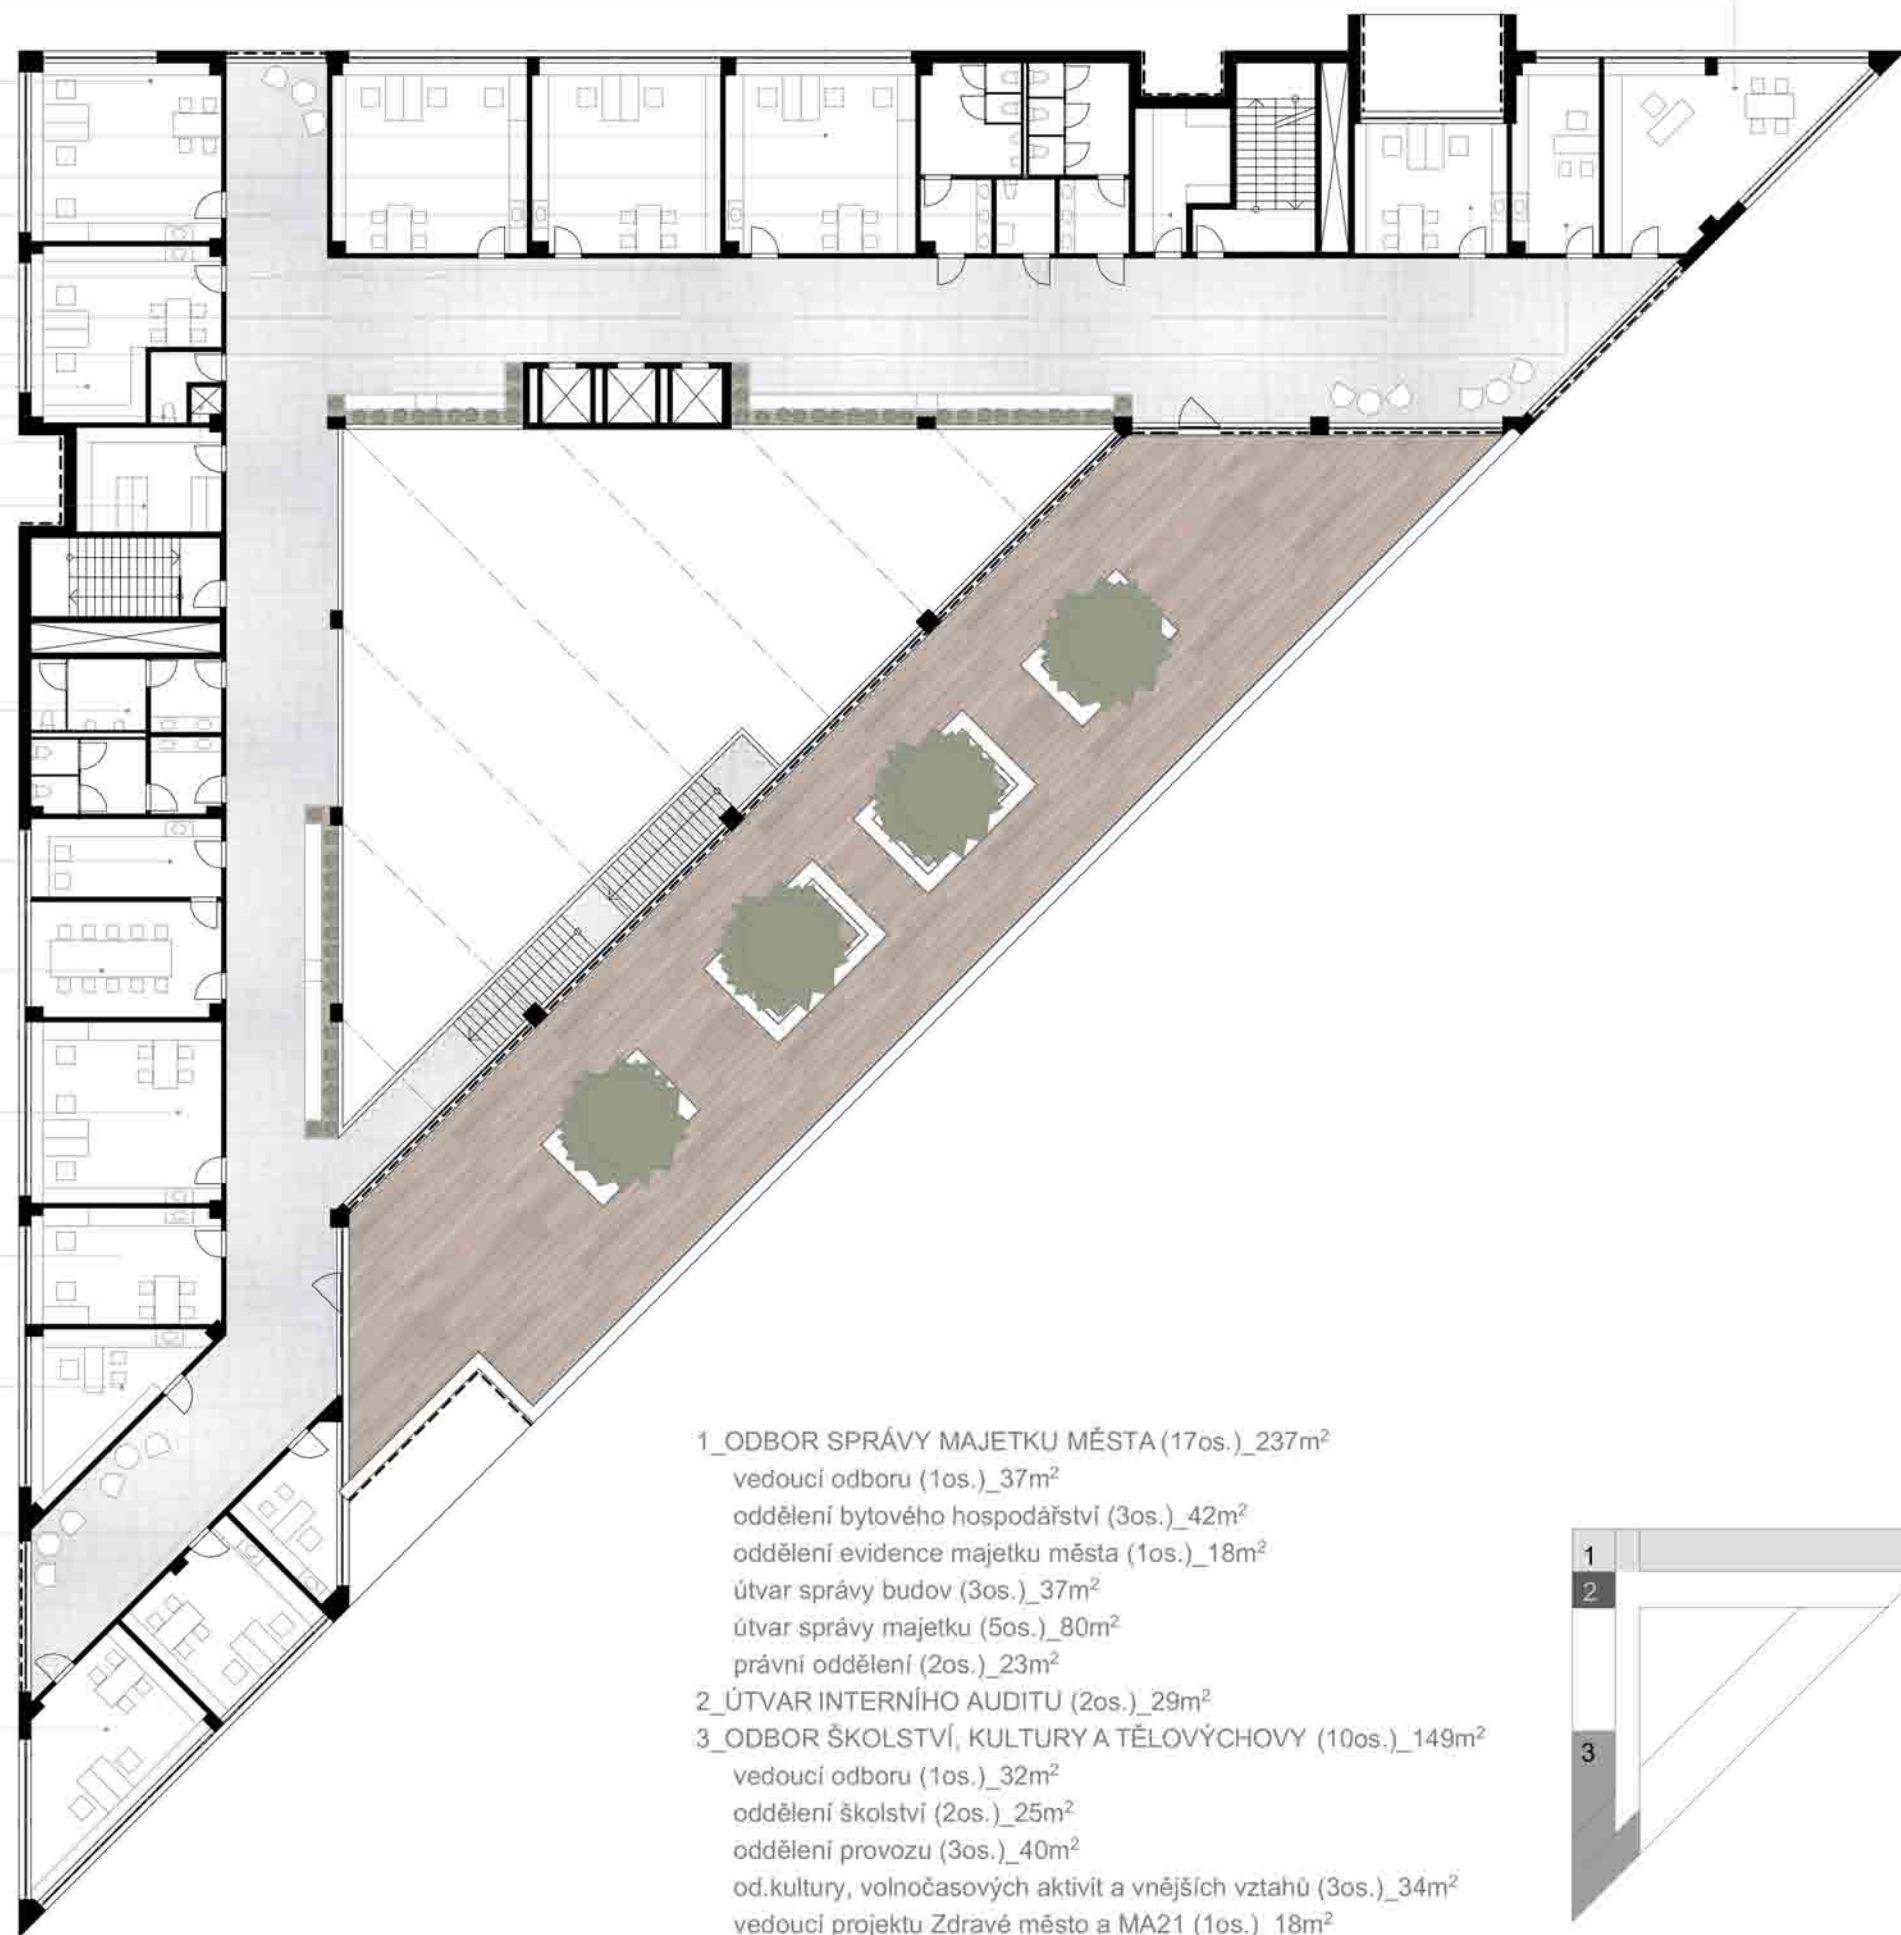 1_ODBOR SPRÁVY MAJETKU MĚSTA (17os.)_237m²
vedoucí odboru (1os.)_37m²
oddělení bytového hospodářství (3os.)_42m²
oddělení evidence majetku města (1os.)_18m²
útvar správy budov (3os.)_37m²
útvar správy majetku (5os.)_80m²
právní oddělení (2os.)_23m²
2_ÚTVAR INTERNÍHO AUDITU (2os.)_29m²
3_ODBOR ŠKOLSTVÍ, KULTURY A TĚLOVÝCHOVY (10os.)_149m²
vedoucí odboru (1os.)_32m²
oddělení školství (2os.)_25m²
oddělení provozu (3os.)_40m²
od.kultury, volnočasových aktivit a vnějších vztahů (3os.)_34m²
vedoucí projektu Zdravé město a MA21 (1os.)_18m²
1
2
3